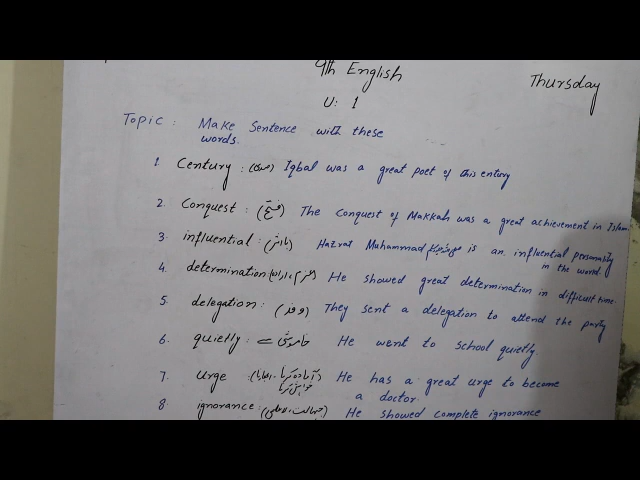 9th English
Thursday
U: 1
Topic: Make Sentence with these
words.
1 Century: (صدی) Iqbal was a great poet of this entury
2. Conquest: (فتح) The Conquest of Makkah was a great achievement in Islam
3. influential: (بااثر) Hazrat Muhammad is an influential personality
in the world.
4. determination: He showed great determination in difficult time.
5 delegation: (وفد) They sent a delegation to attend the party
6. quietly: خاموشی سے He went to school quietly.
7. urge He has a great urge to become
a doctor
8. ignorance: He showed complete ignorance